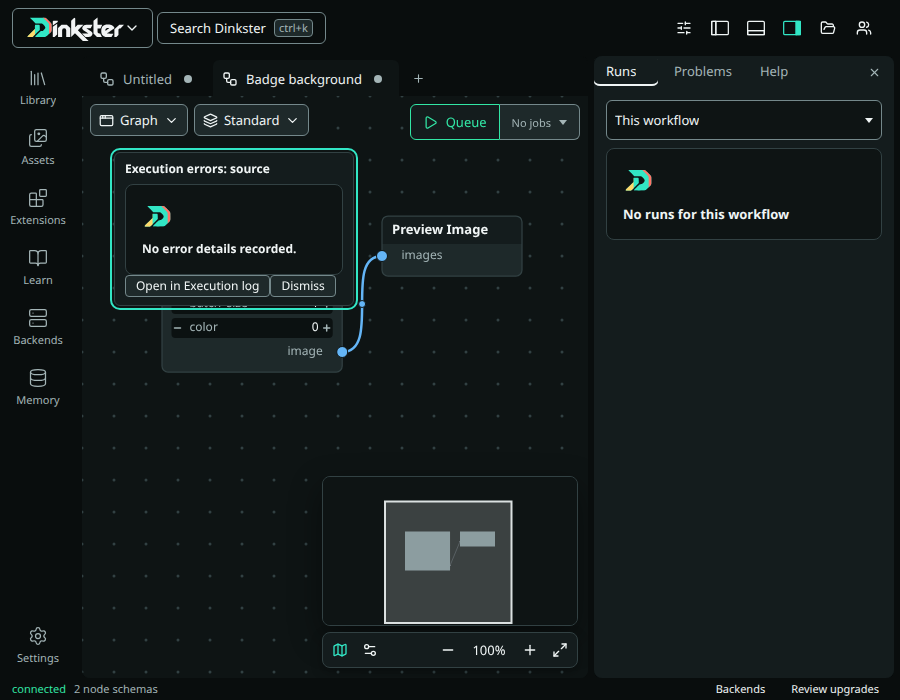 Dinkster
Search Dinkster ctrl+k
Library
Assets
Extensions
Learn
Backends
Memory
Settings
Untitled
Badge background
Graph
Standard
Queue
No jobs
Execution errors: source
No error details recorded.
Open in Execution log
Dismiss
color 0
image
Preview Image
images
100%
Runs
Problems
Help
This workflow
No runs for this workflow
connected
2 node schemas
Backends
Review upgrades